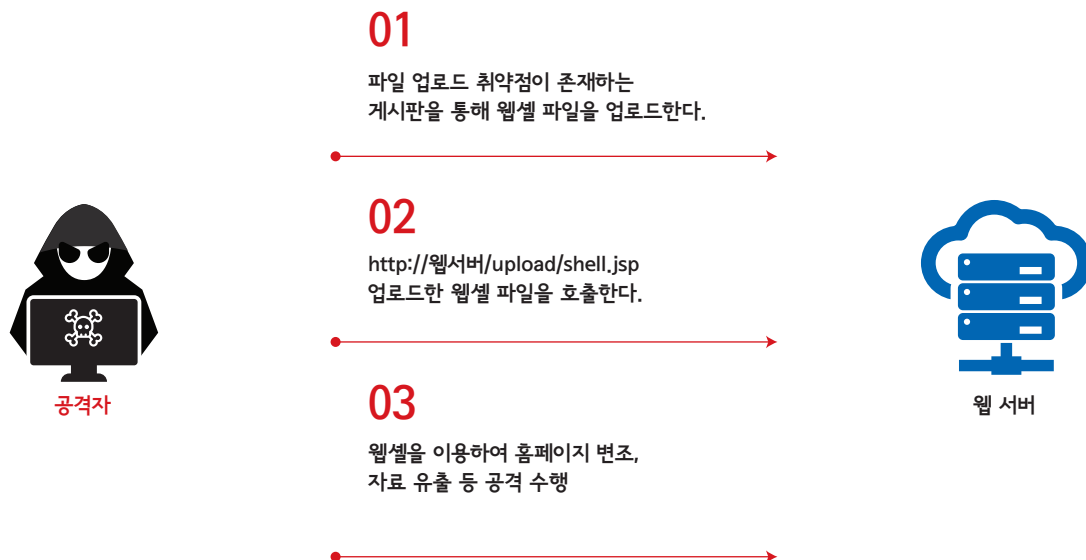 01
파일 업로드 취약점이 존재하는
게시판을 통해 웹셸 파일을 업로드한다.
02
http://웹서버/upload/shell.jsp
업로드한 웹셸 파일을 호출한다.
공격자
웹 서버
03
웹셸을 이용하여 홈페이지 변조,
자료 유출 등 공격 수행